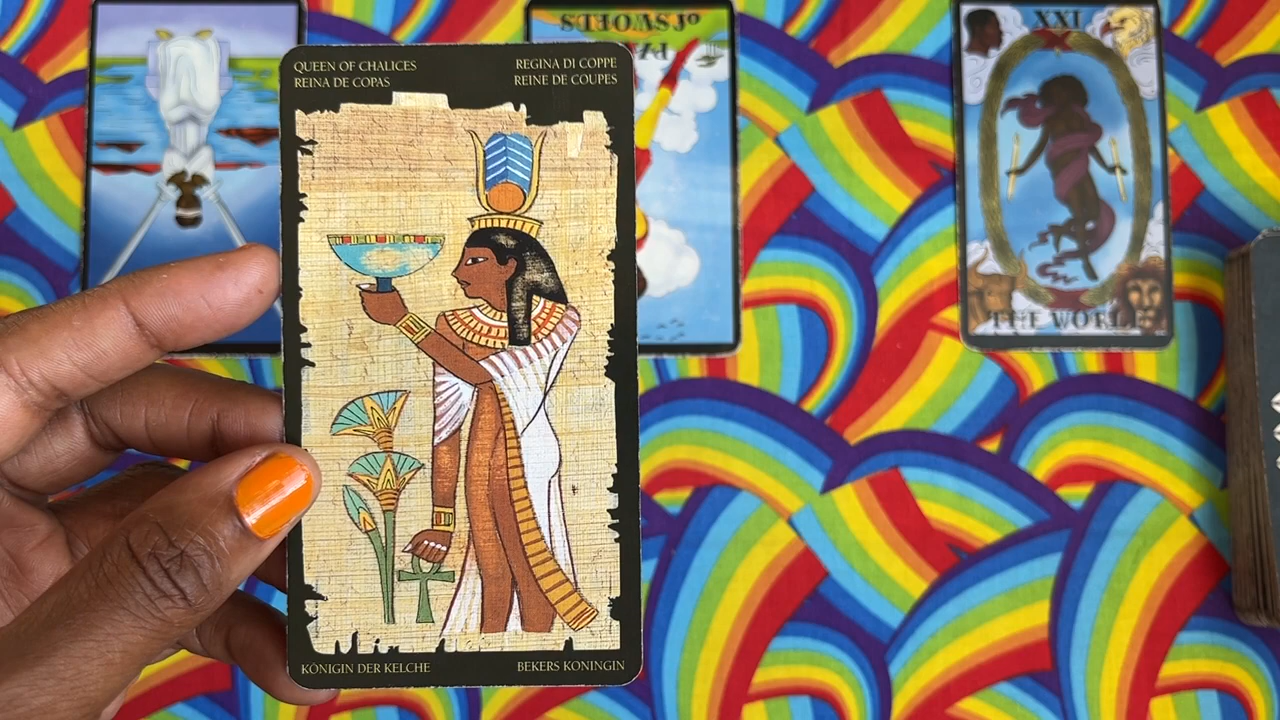 QUEEN OF CHALICES
REINA DE COPAS
REGINA DI COPPE
REINE DE COUPES
KÖNIGIN DER KELCHE
BEKERS KONINGIN
of SWORDS
XXI
THE WORLD